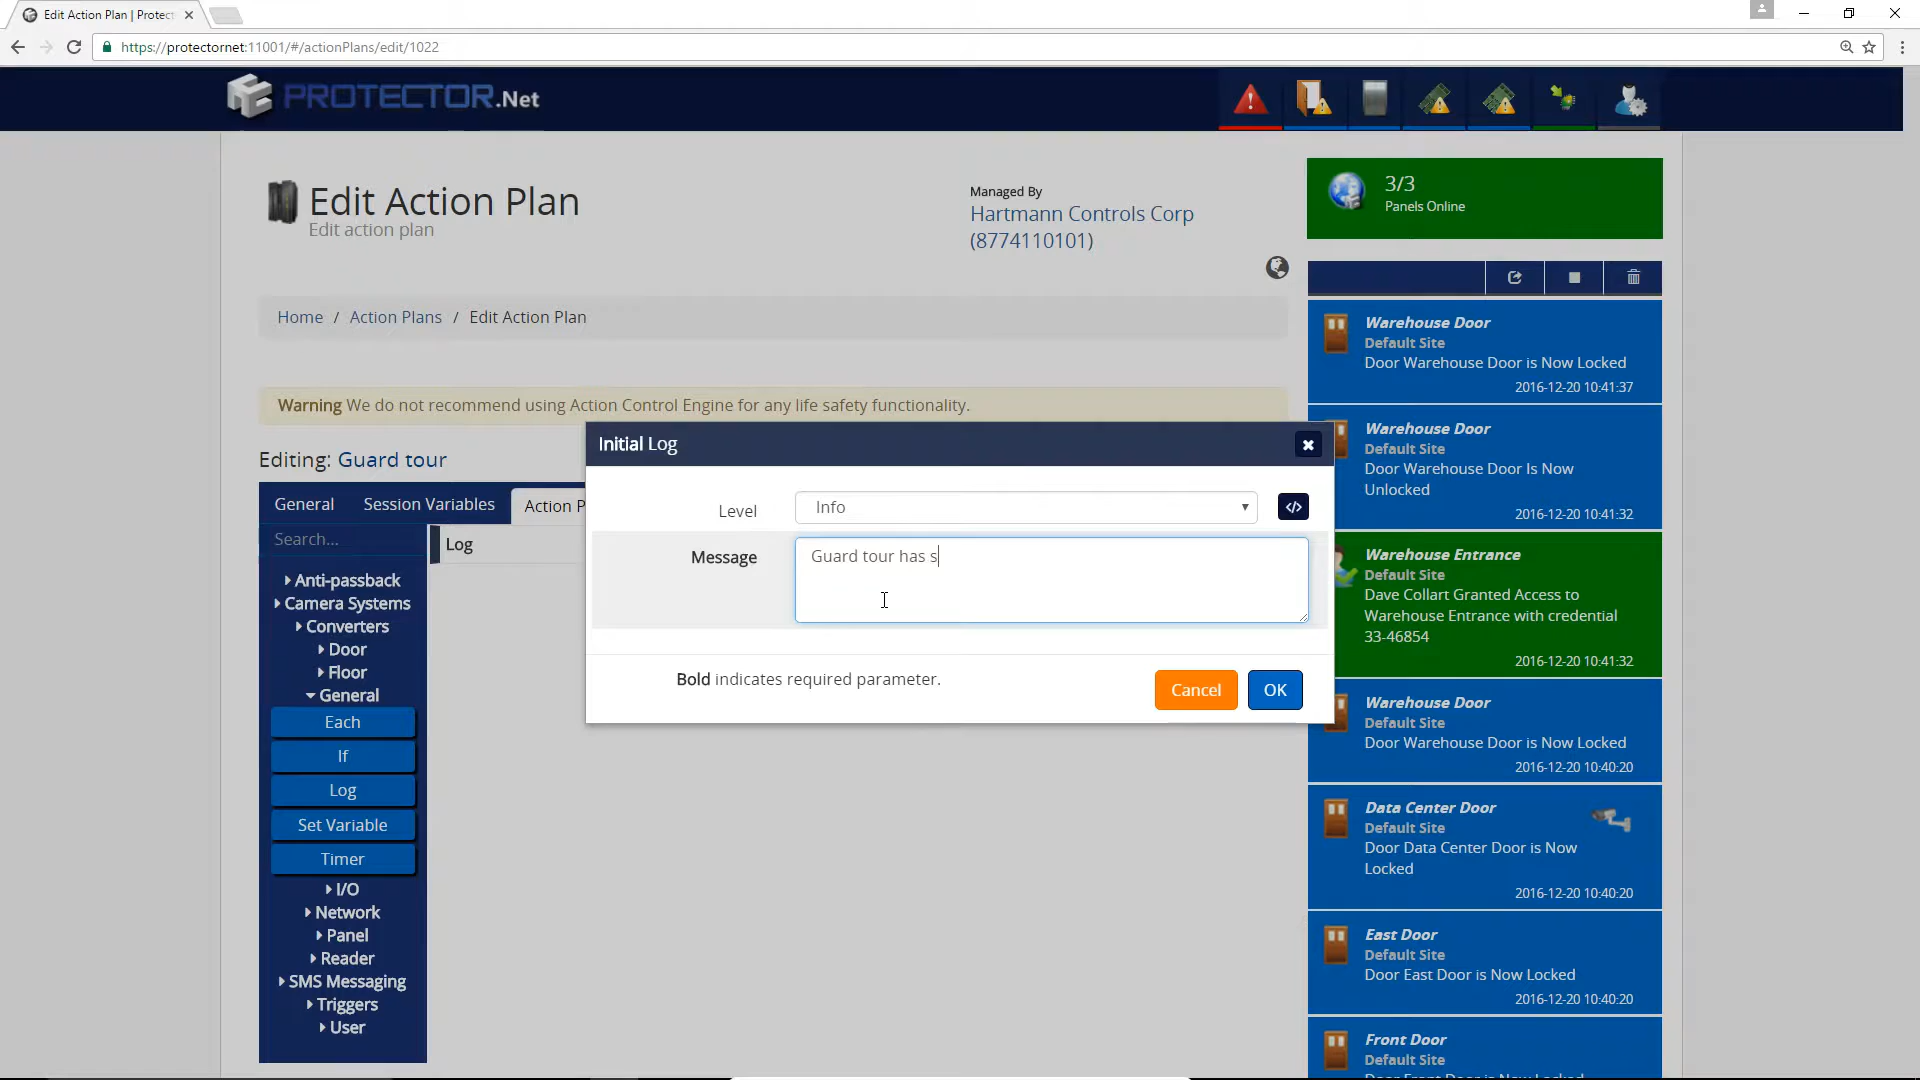 Edit Action Plan | Protec
https://protectornet:11001/#/actionPlans/edit/1022
PROTECTOR.Net
Edit Action Plan
Edit action plan
Managed By
Hartmann Controls Corp
(8774110101)
3/3
Panels Online
Home / Action Plans / Edit Action Plan
Warning We do not recommend using Action Control Engine for any life safety functionality.
Editing: Guard tour
General Session Variables Action P
Search...
Log
Anti-passback
Camera Systems
Converters
Door
Floor
General
Each
If
Log
Set Variable
Timer
I/O
Network
Panel
Reader
SMS Messaging
Triggers
User
Initial Log
Level
Info
</>
Message
Guard tour has s
Bold indicates required parameter.
Cancel
OK
Warehouse Door
Default Site
Door Warehouse Door is Now Locked
2016-12-20 10:41:37
Warehouse Door
Default Site
Door Warehouse Door Is Now
Unlocked
2016-12-20 10:41:32
Warehouse Entrance
Default Site
Dave Collart Granted Access to
Warehouse Entrance with credential
33-46854
2016-12-20 10:41:32
Warehouse Door
Default Site
Door Warehouse Door is Now Locked
2016-12-20 10:40:20
Data Center Door
Default Site
Door Data Center Door is Now
Locked
2016-12-20 10:40:20
East Door
Default Site
Door East Door is Now Locked
2016-12-20 10:40:20
Front Door
Default Site
Door Front Door is Now Locked